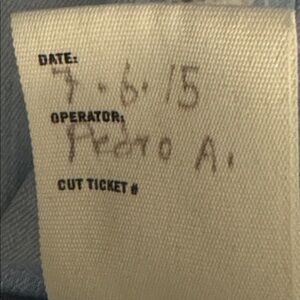 DATE:
7.6.15
OPERATOR:
Pedro A.
CUT TICKET #